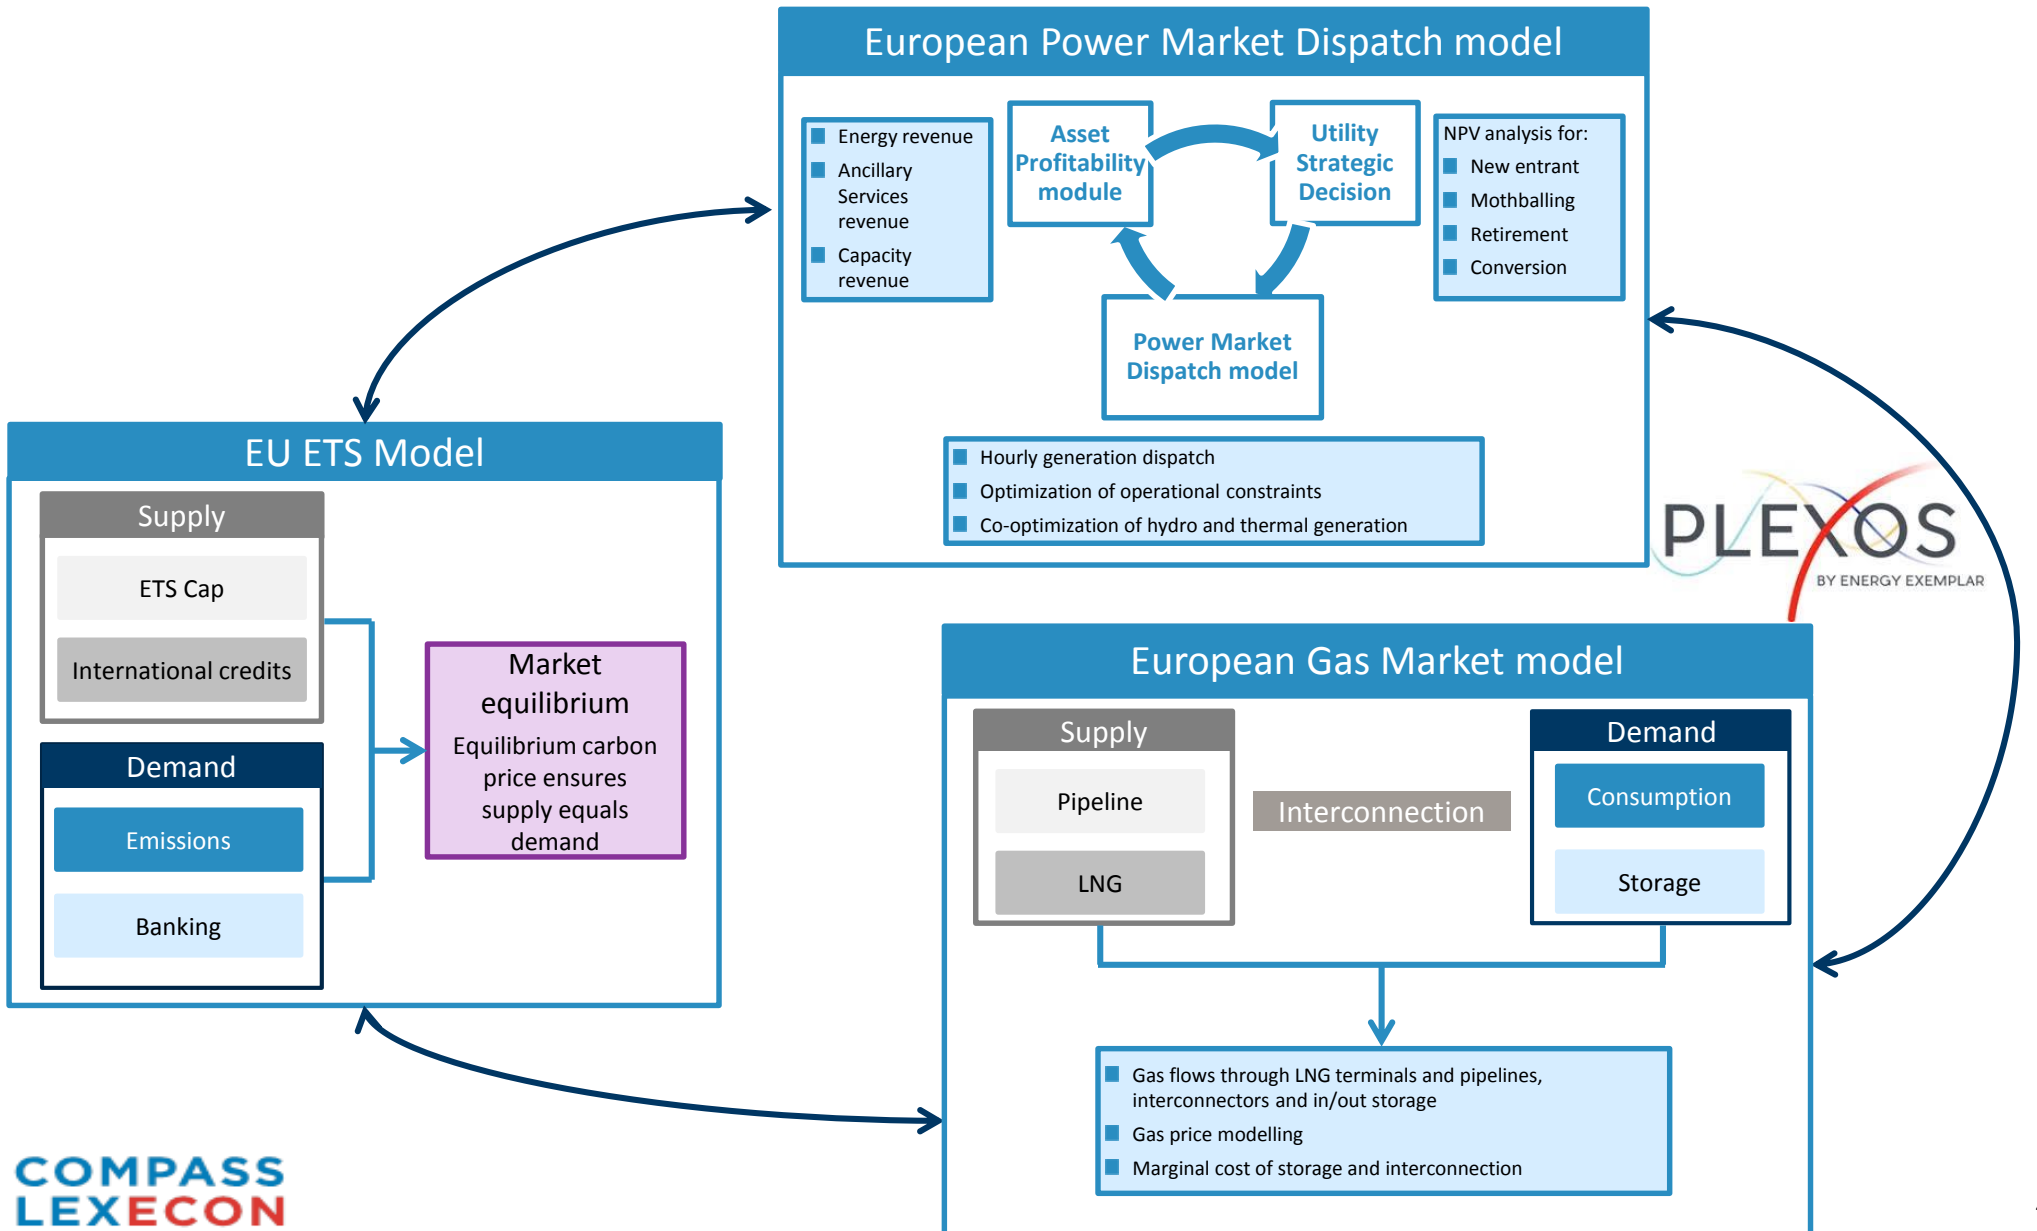 European Power Market Dispatch model
Energy revenue
Ancillary
Services
revenue
Capacity
revenue
Asset
Profitability
module
Utility
Strategic
Decision
NPV analysis for:
New entrant
Mothballing
Retirement
Conversion
Power Market
Dispatch model
Hourly generation dispatch
Optimization of operational constraints
Co-optimization of hydro and thermal generation
EU ETS Model
Supply
ETS Cap
International credits
Demand
Emissions
Banking
Market
equilibrium
Equilibrium carbon
price ensures
supply equals
demand
PLEXOS
BY ENERGY EXEMPLAR
European Gas Market model
Supply
Pipeline
LNG
Interconnection
Demand
Consumption
Storage
Gas flows through LNG terminals and pipelines,
interconnectors and in/out storage
Gas price modelling
Marginal cost of storage and interconnection
COMPASS
LEXECON